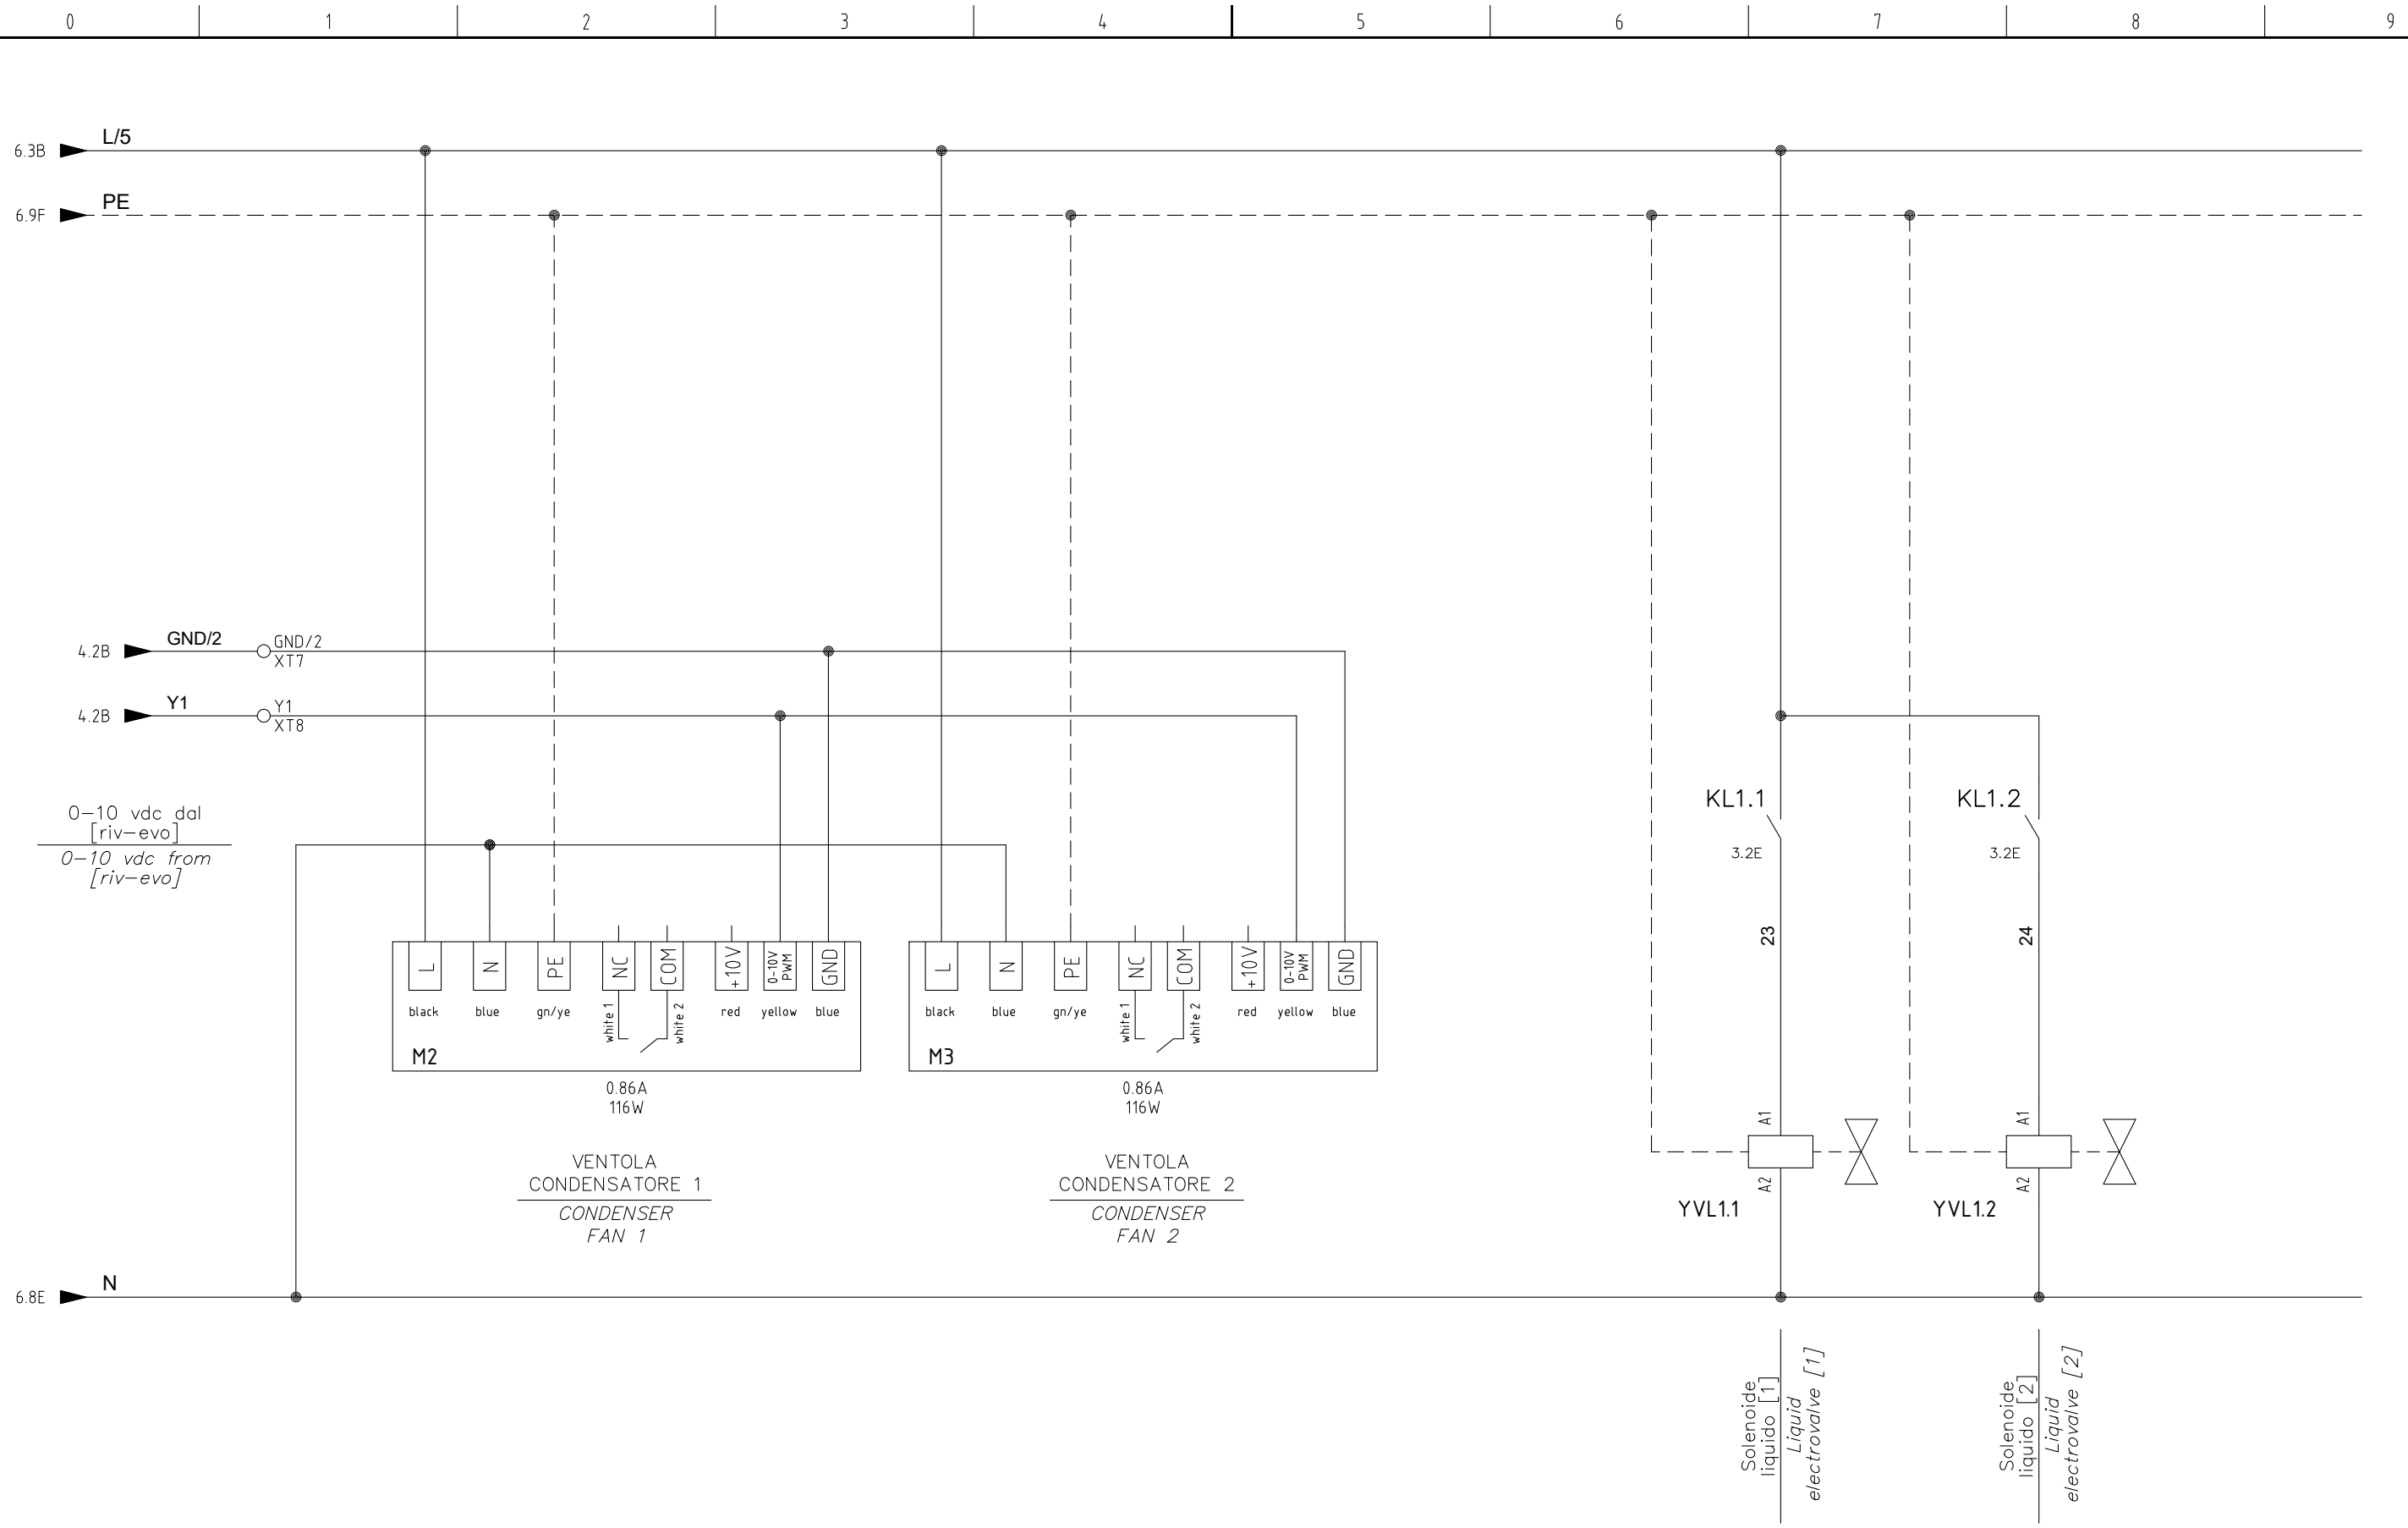 0 1 2 3 4 5 6 7 8 9
L/5
6.3B
PE
6.9F
GND/2
4.2B
GND/2
XT7
Y1
4.2B
Y1
XT8
0-10 vdc dal
[riv-evo]
0-10 vdc from
[riv-evo]
KL1.1
3.2E
23
KL1.2
3.2E
24
L N PE NC COM +10V 0-10V PWM GND
black blue gn/ye white 1 white 2 red yellow blue
M2
0.86A
116W
VENTOLA
CONDENSATORE 1
CONDENSER
FAN 1
L N PE NC COM +10V 0-10V PWM GND
black blue gn/ye white 1 white 2 red yellow blue
M3
0.86A
116W
VENTOLA
CONDENSATORE 2
CONDENSER
FAN 2
A1
A2
YVL1.1
A1
A2
YVL1.2
N
6.8E
Solenoide
liquido [1]
Liquid
electrovalve [1]
Solenoide
liquido [2]
Liquid
electrovalve [2]